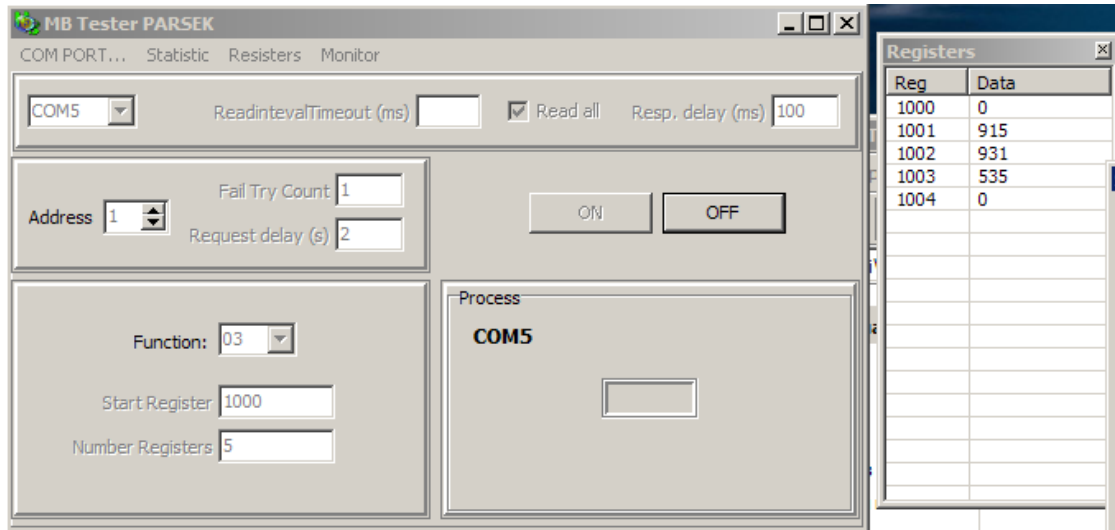 MB Tester PARSEK
COM PORT... Statistic Resisters Monitor
COM5 ReadintevalTimeout (ms) Read all Resp. delay (ms) 100
Fail Try Count 1
Address 1
Request delay (s) 2
ON OFF
Function: 03
Start Register 1000
Number Registers 5
Process
COM5
Registers
Reg Data
1000 0
1001 915
1002 931
1003 535
1004 0